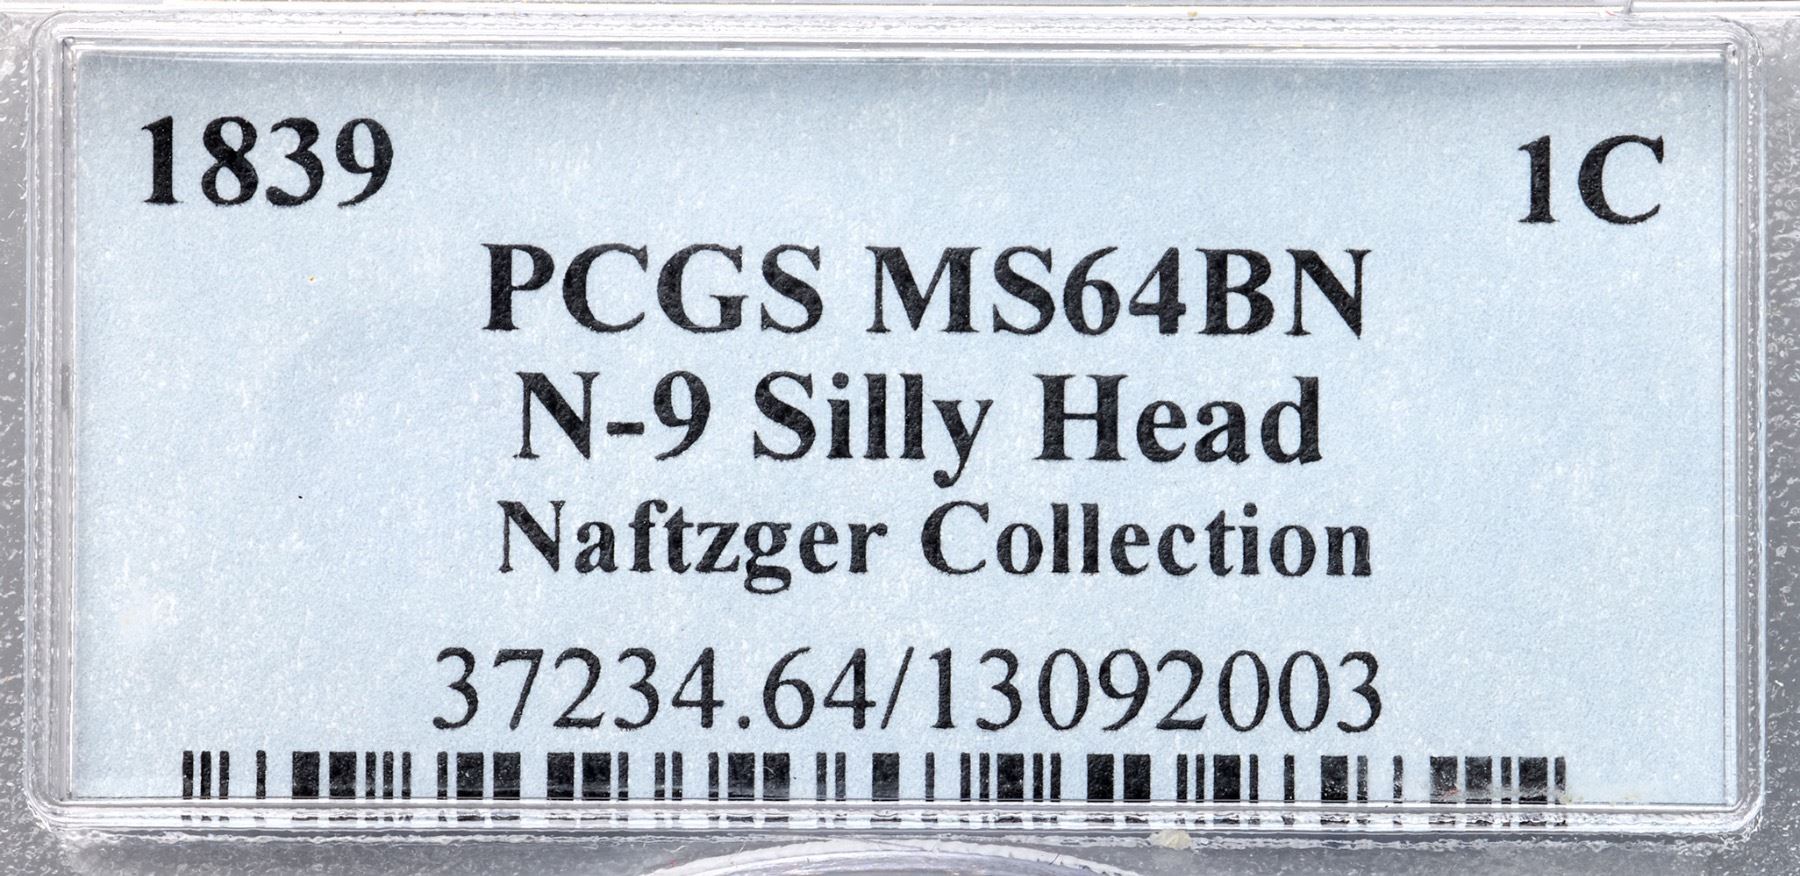 1839 1C
PCGS MS64BN
N-9 Silly Head
Naftzger Collection
37234.64/13092003